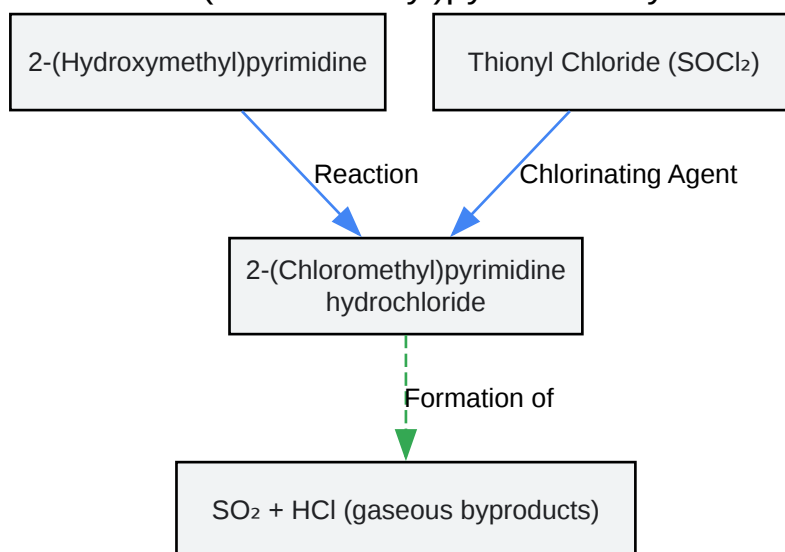 2-(Hydroxymethyl)pyrimidine
Thionyl Chloride (SOCl₂)
Reaction
Chlorinating Agent
2-(Chloromethyl)pyrimidine
hydrochloride
Formation of
SO₂ + HCl (gaseous byproducts)